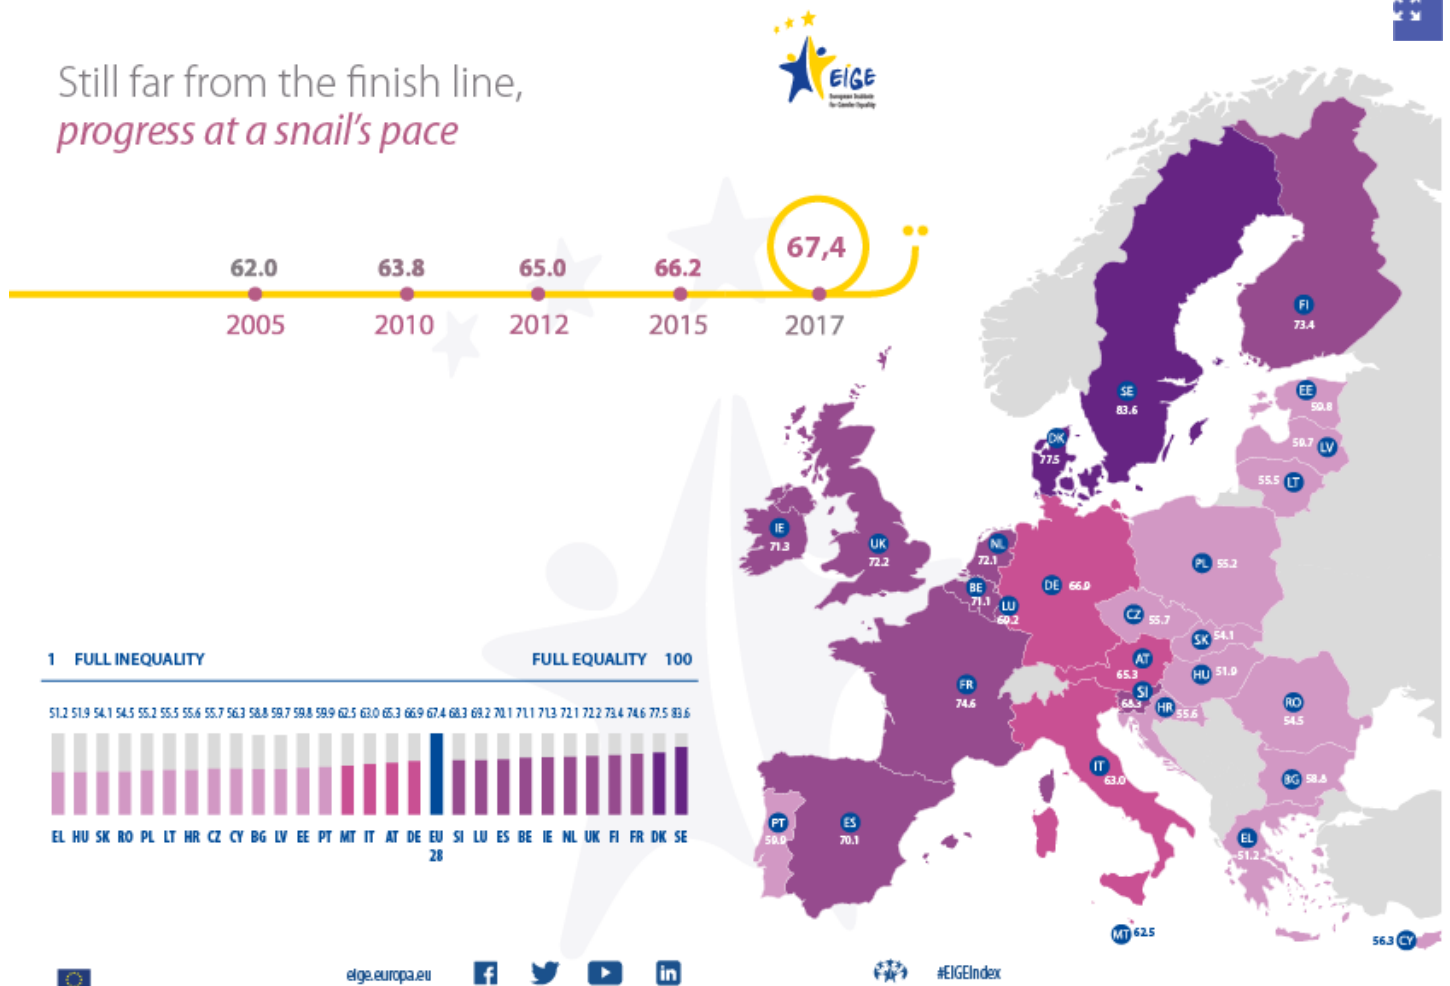 Still far from the finish line,
progress at a snail's pace
EIGE
European Institute
for Gender Equality
62.0 63.8 65.0 66.2 67,4
2005 2010 2012 2015 2017
1 FULL INEQUALITY FULL EQUALITY 100
51.2 51.9 54.1 54.5 55.2 55.5 55.6 55.7 56.3 58.8 59.7 59.8 59.9 62.5 63.0 65.3 66.9 67.4 68.3 69.2 70.1 71.1 71.3 72.1 72.2 73.4 74.6 77.5 83.6
EL HU SK RO PL LT HR CZ CY BG LV EE PT MT IT AT DE EU SI LU ES BE IE NL UK FI FR DK SE
28
FI
73.4
SE
83.6
EE
59.8
DK
77.5
59.7 LV
55.5 LT
IE
71.3
UK
72.2
NL
72.1
BE
71.1
LU
69.2
DE 66.9
PL 55.2
CZ 55.7
SK 54.1
AT
65.3
HU 51.9
SI
68.3
HR 55.6
FR
74.6
RO
54.5
IT
63.0
BG 58.8
PT
59.9
ES
70.1
EL
51.2
MT 62.5
56.3 CY
eige.europa.eu
#EIGEIndex